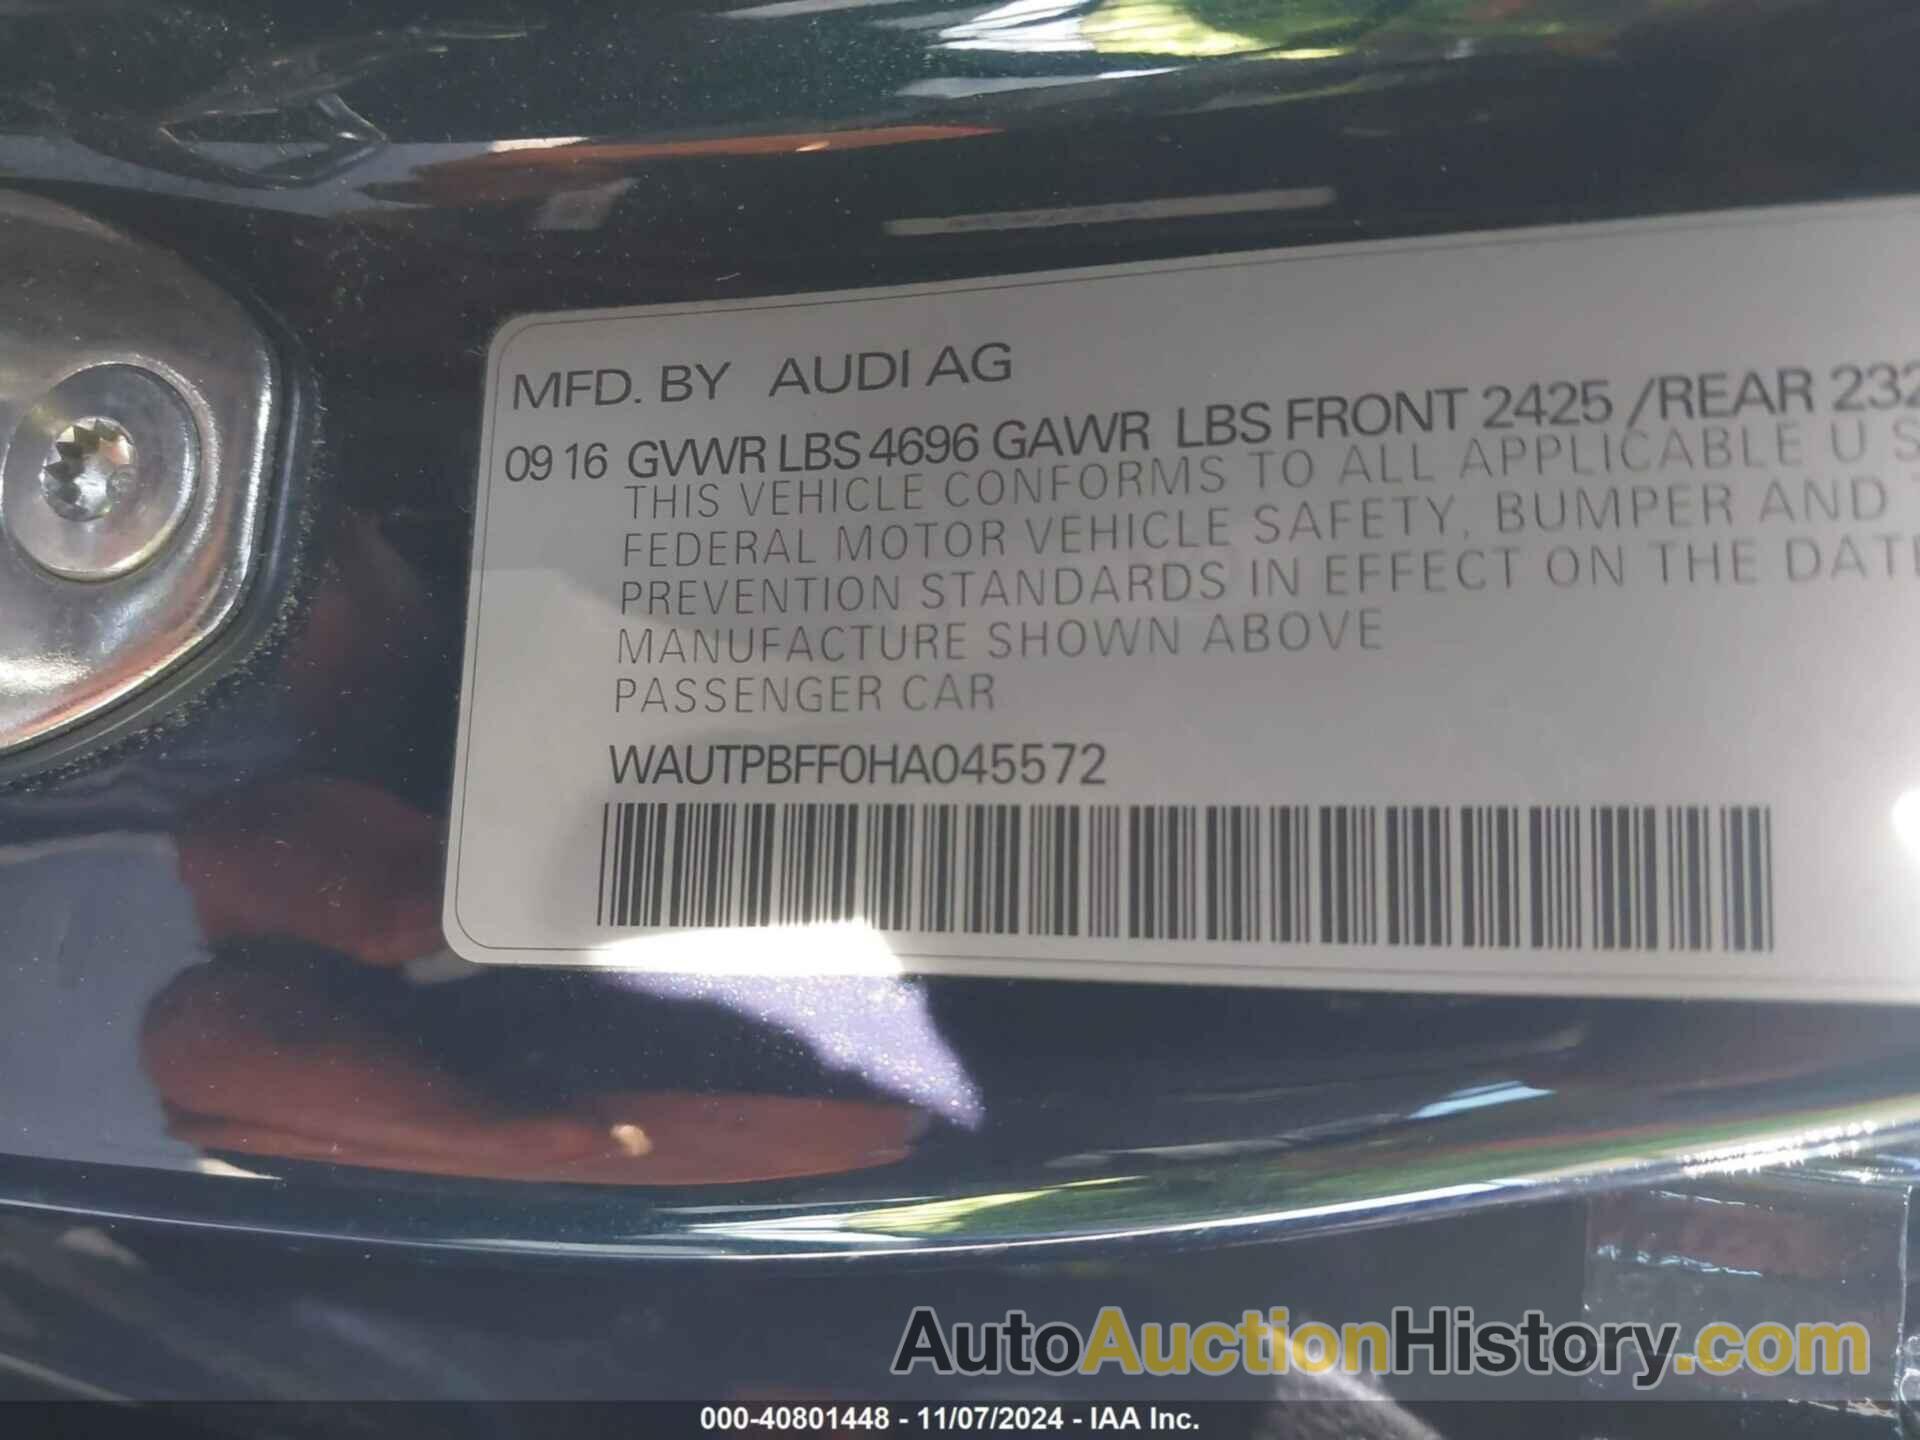 MFD. BY AUDI AG
09 16 GVWR LBS 4696 GAWR LBS FRONT 2425 /REAR 232
THIS VEHICLE CONFORMS TO ALL APPLICABLE U S
FEDERAL MOTOR VEHICLE SAFETY, BUMPER AND
PREVENTION STANDARDS IN EFFECT ON THE DATE
MANUFACTURE SHOWN ABOVE
PASSENGER CAR
WAUTPBFF0HA045572
AutoAuctionHistory.com
000-40801448 - 11/07/2024 - IAA Inc.